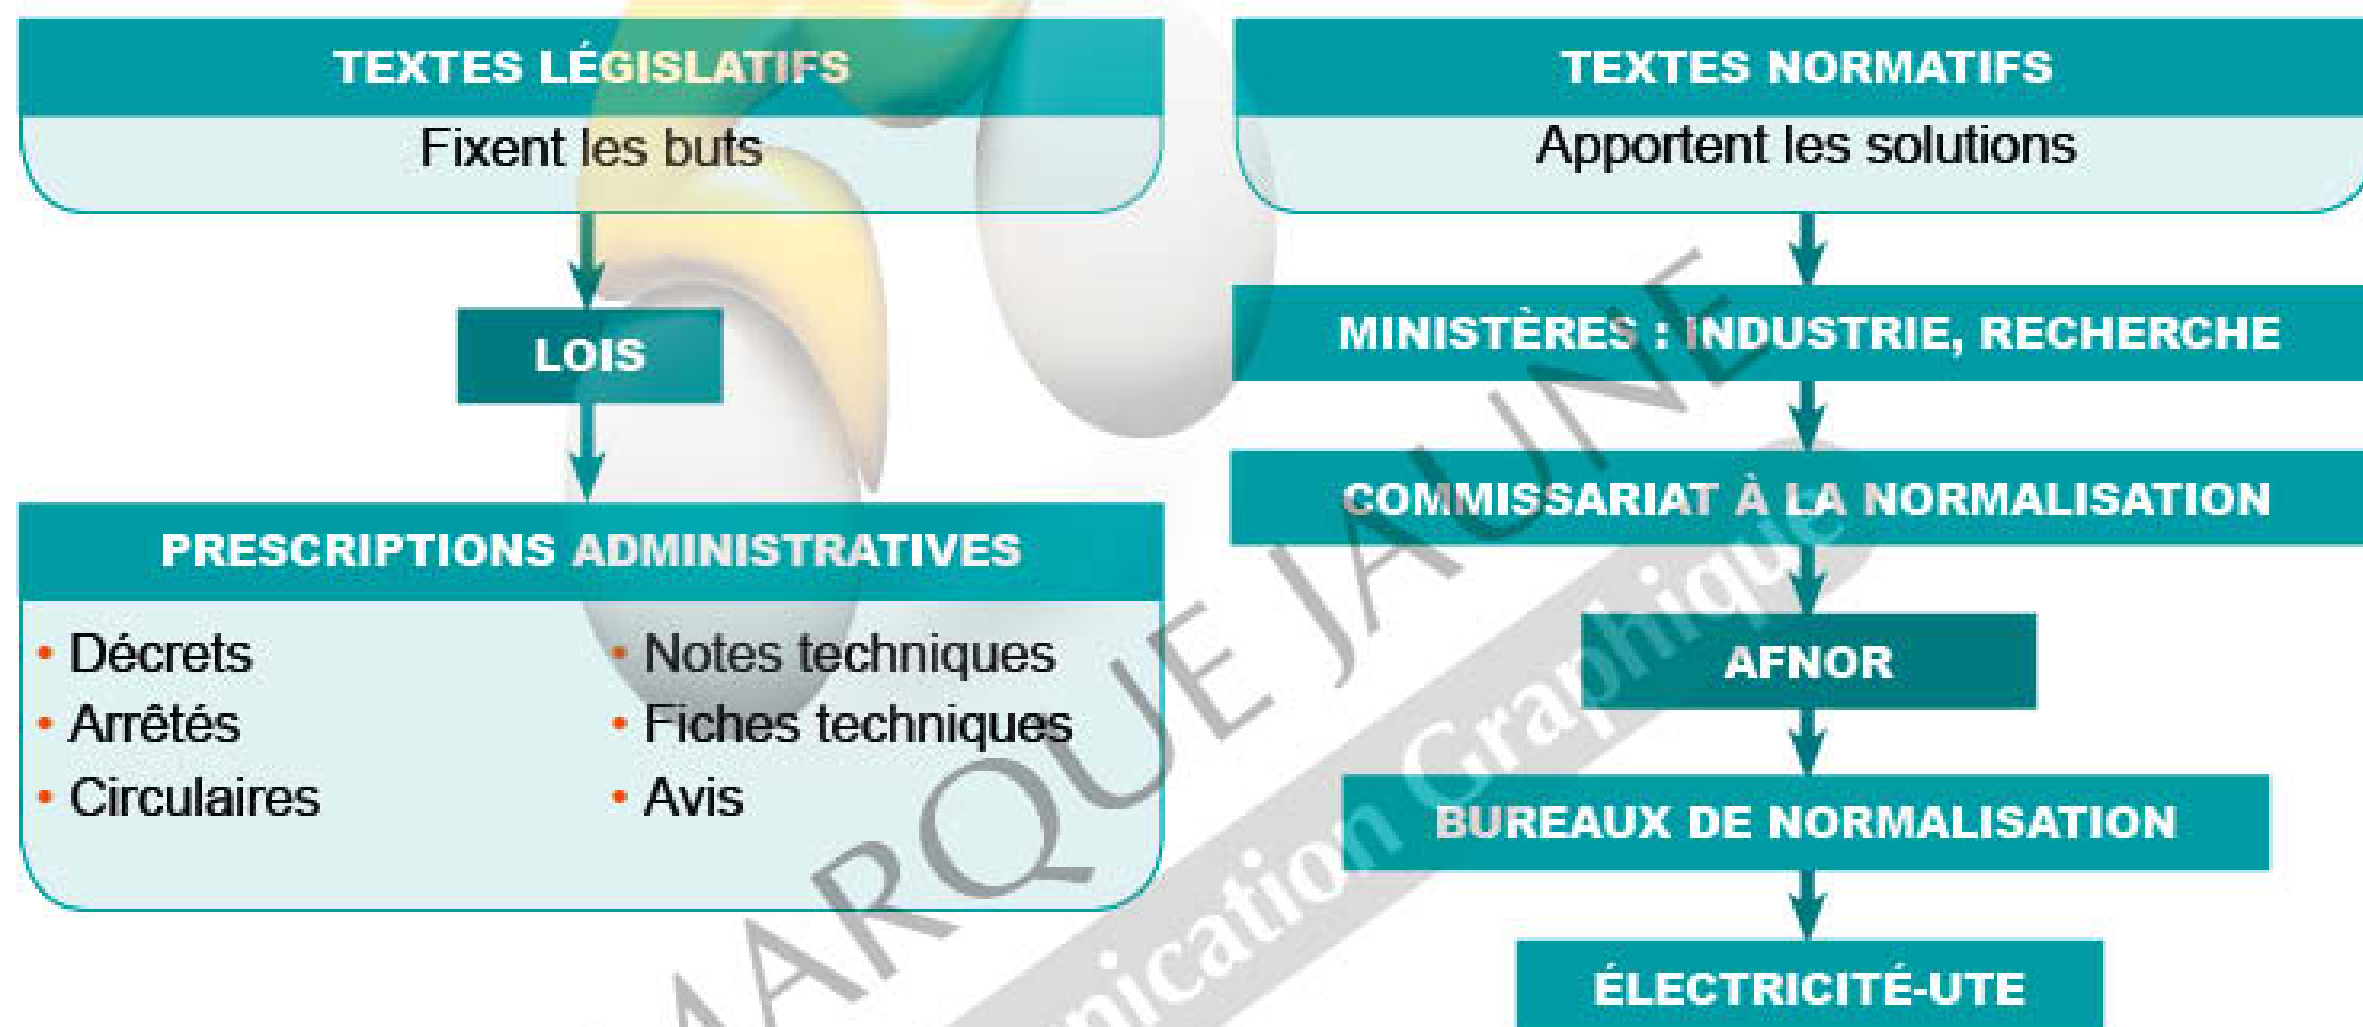 TEXTES LÉGISLATIFS
Fixent les buts
LOIS
PRESCRIPTIONS ADMINISTRATIVES
• Décrets
• Arrêtés
• Circulaires
• Notes techniques
• Fiches techniques
• Avis
TEXTES NORMATIFS
Apportent les solutions
MINISTÈRES : INDUSTRIE, RECHERCHE
COMMISSARIAT À LA NORMALISATION
AFNOR
BUREAUX DE NORMALISATION
ÉLECTRICITÉ-UTE
MARQUE JAUNE
Graphique